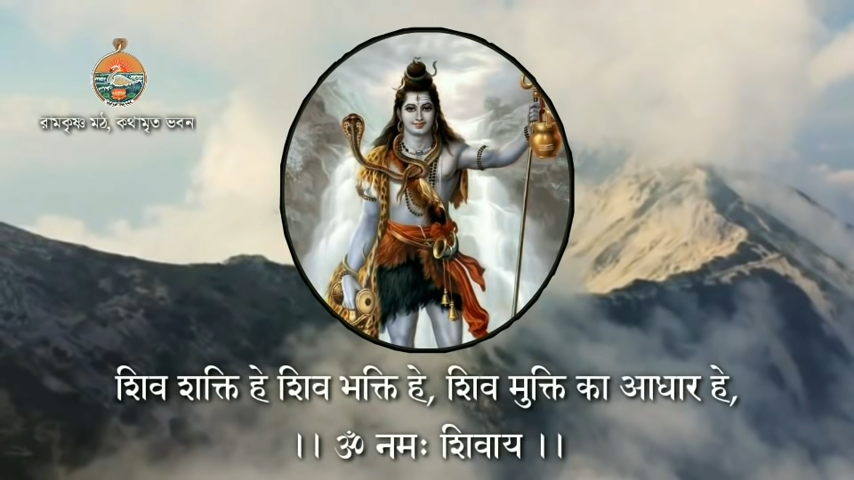 রামকৃষ্ণ মঠ, কথামৃত ভবন
शिव शक्ति हे शिव भक्ति हे, शिव मुक्ति का आधार हे,
।। ॐ नमः शिवाय ।।